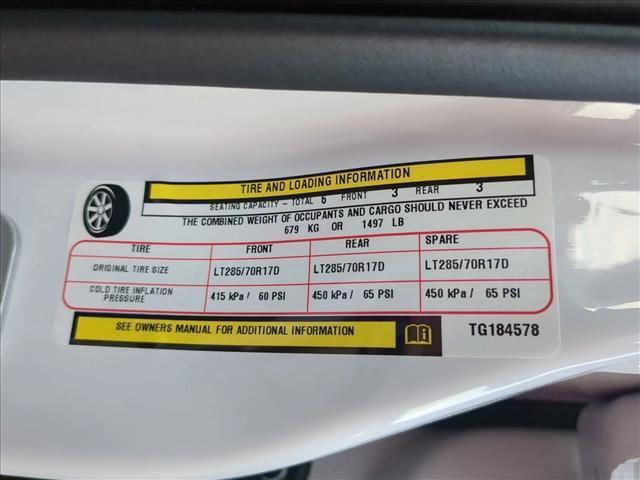 TIRE AND LOADING INFORMATION
SEATING CAPACITY - TOTAL 6 FRONT 3 REAR 3
THE COMBINED WEIGHT OF OCCUPANTS AND CARGO SHOULD NEVER EXCEED
679 KG OR 1497 LB
TIRE FRONT REAR SPARE
ORIGINAL TIRE SIZE LT285/70R17D LT285/70R17D LT285/70R17D
COLD TIRE INFLATION PRESSURE 415 kPa / 60 PSI 450 kPa / 65 PSI 450 kPa / 65 PSI
SEE OWNERS MANUAL FOR ADDITIONAL INFORMATION TG184578